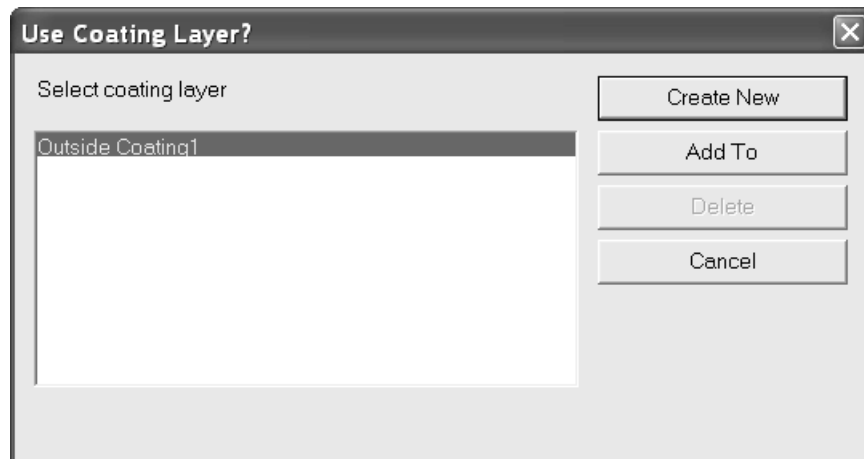 Use Coating Layer?
Select coating layer
Outside Coating1
Create New
Add To
Delete
Cancel